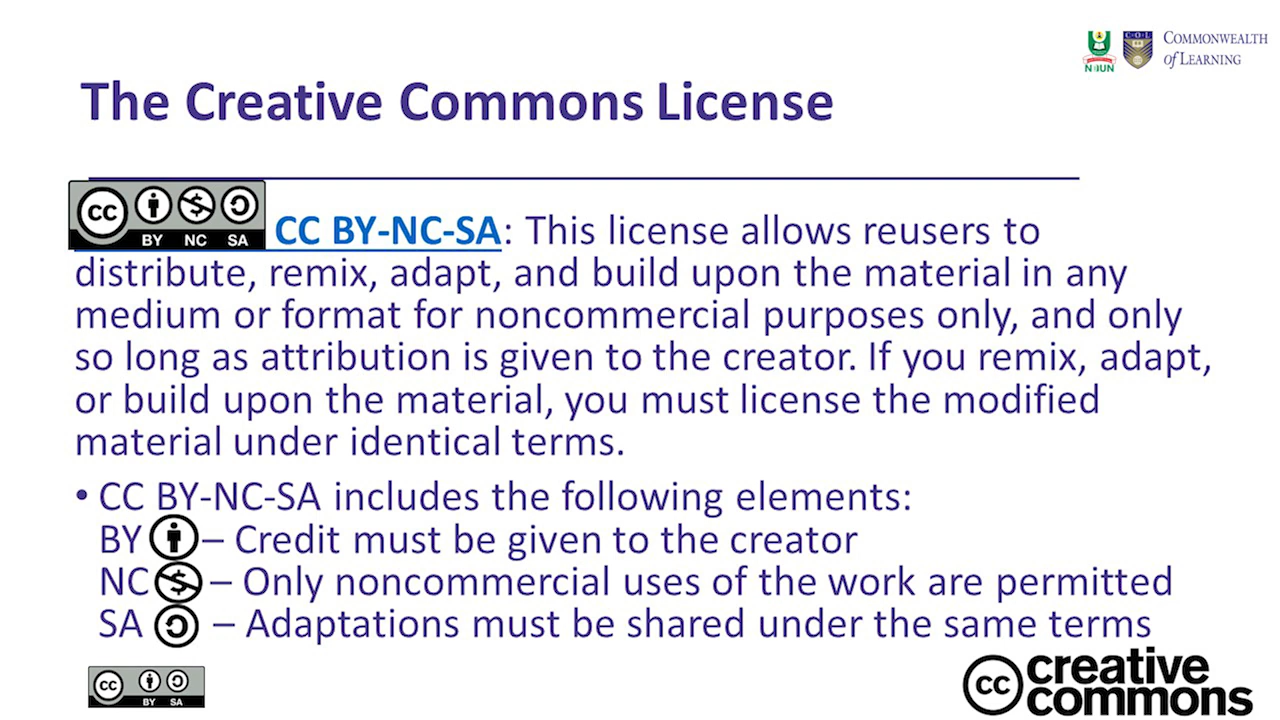 NOUN
C·O·L
COMMONWEALTH
of LEARNING
The Creative Commons License
CC BY NC SA CC BY-NC-SA: This license allows reusers to
distribute, remix, adapt, and build upon the material in any
medium or format for noncommercial purposes only, and only
so long as attribution is given to the creator. If you remix, adapt,
or build upon the material, you must license the modified
material under identical terms.
• CC BY-NC-SA includes the following elements:
BY – Credit must be given to the creator
NC – Only noncommercial uses of the work are permitted
SA – Adaptations must be shared under the same terms
CC BY SA
CC creative
commons